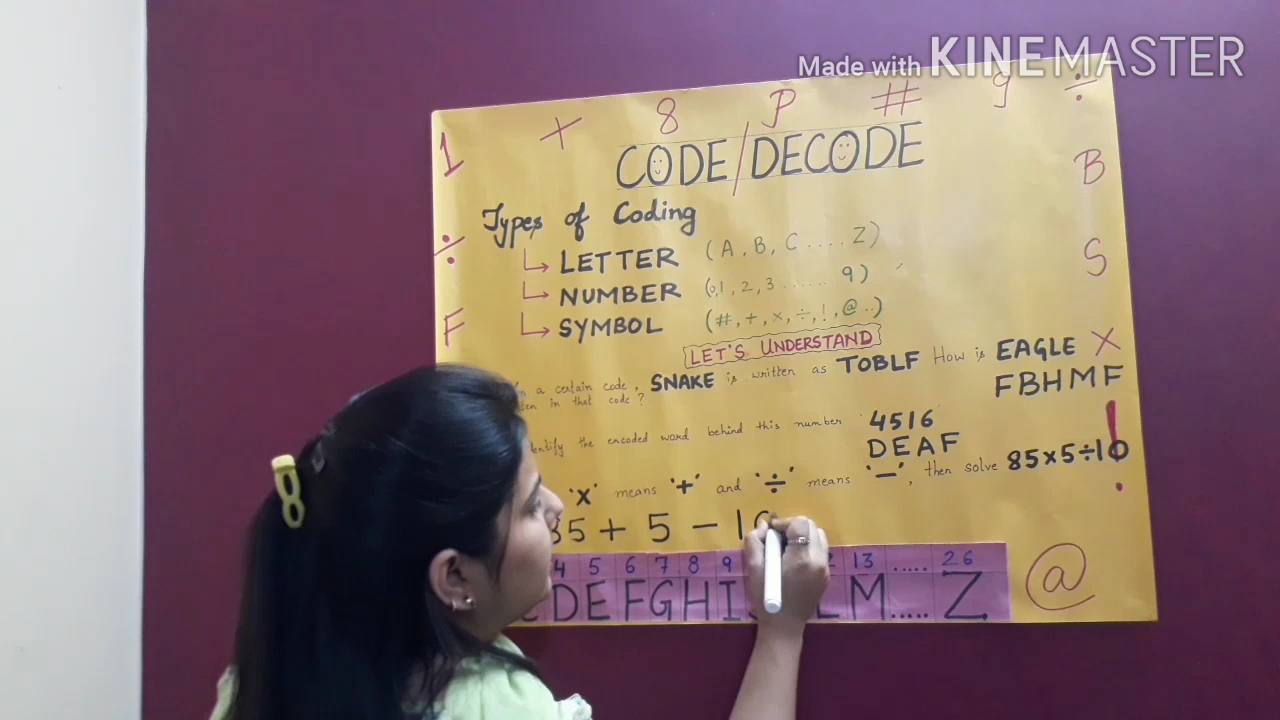 Made with KINEMASTER
1 + 8 P # 9 ÷
CODE/DECODE
B
Types of Coding
÷
S
LETTER (A, B, C .... Z)
NUMBER (0,1, 2, 3 ...... 9)
F
SYMBOL (#, +, ×, ÷, !, @ ..)
LET'S UNDERSTAND
a certain code, SNAKE is written as TOBLF How is EAGLE X
in that code? FBHMF
the encoded word behind this number '4516'
DEAF
!
'×' means '+' and '÷' means '−', then solve 85×5÷10
85 + 5 − 10
4 5 6 7 8 9 13 ..... 26
D E F G H I M ..... Z
@